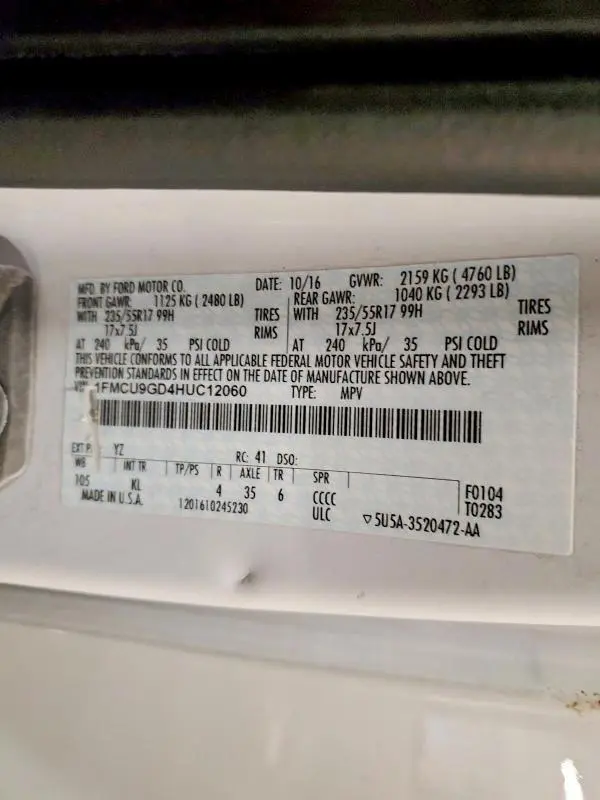 MFD. BY FORD MOTOR CO. DATE: 10/16 GVWR: 2159 KG ( 4760 LB)
FRONT GAWR: 1125 KG ( 2480 LB) REAR GAWR: 1040 KG ( 2293 LB)
WITH 235/55R17 99H TIRES WITH 235/55R17 99H TIRES
17x7.5J RIMS 17x7.5J RIMS
AT 240 kPa/ 35 PSI COLD AT 240 kPa/ 35 PSI COLD
THIS VEHICLE CONFORMS TO ALL APPLICABLE FEDERAL MOTOR VEHICLE SAFETY AND THEFT
PREVENTION STANDARDS IN EFFECT ON THE DATE OF MANUFACTURE SHOWN ABOVE.
1FMCU9GD4HUC12060 TYPE: MPV
EXT YZ RC: 41 DSO:
WB INT TR TP/PS R AXLE TR SPR
105 KL 4 35 6 CCCC F0104
MADE IN U.S.A. 1201610245230 ULC ▽5U5A-3520472-AA T0283